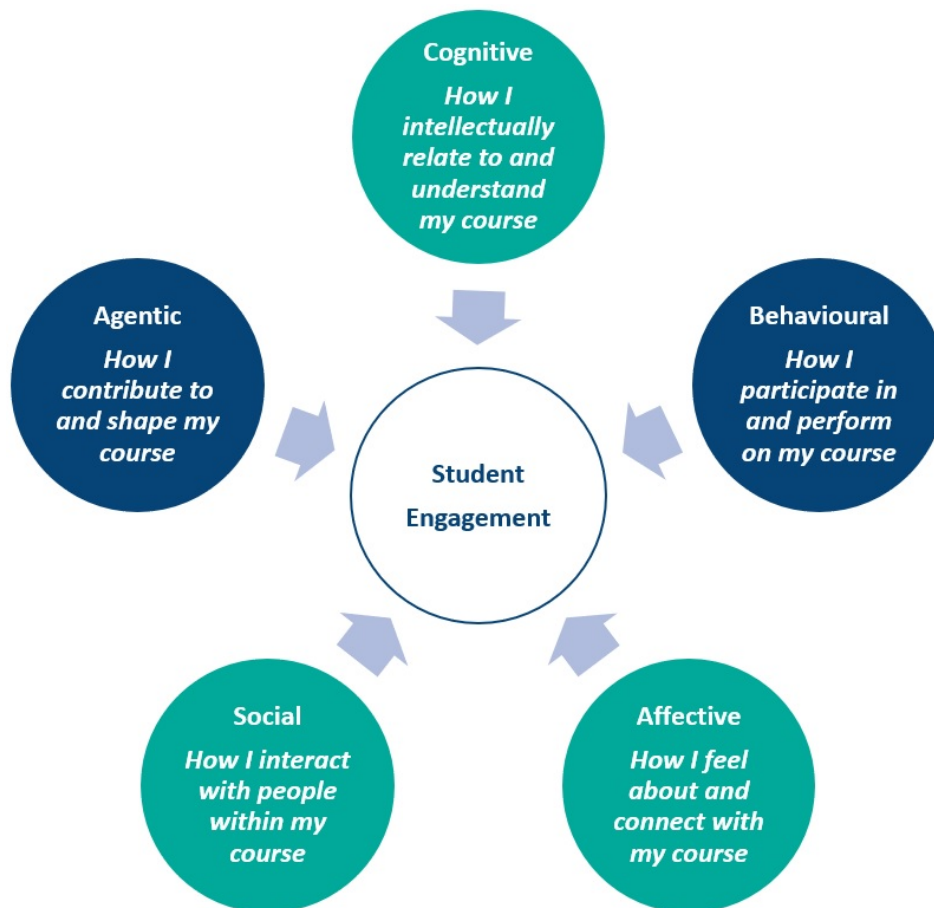 Cognitive
How I
intellectually
relate to and
understand
my course
Agentic
How I
contribute to
and shape my
course
Behavioural
How I
participate in
and perform
on my course
Student
Engagement
Social
How I interact
with people
within my
course
Affective
How I feel
about and
connect with
my course